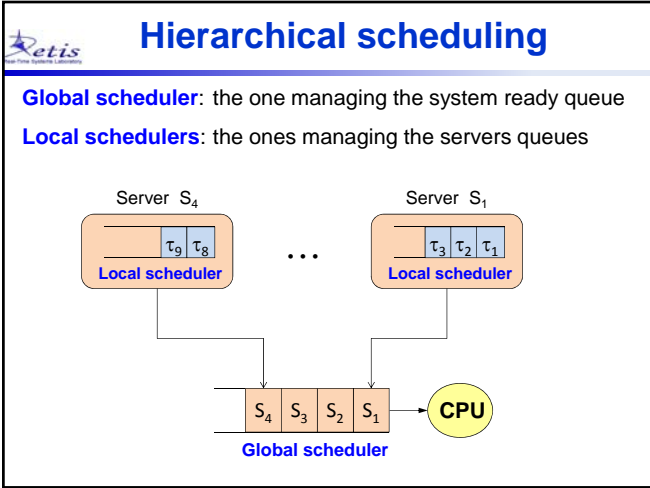 Retis
Real-Time Systems Laboratory
Hierarchical scheduling
Global scheduler: the one managing the system ready queue
Local schedulers: the ones managing the servers queues
Server S₄
Server S₁
τ₉ τ₈
...
τ₃ τ₂ τ₁
Local scheduler
Local scheduler
S₄ S₃ S₂ S₁
CPU
Global scheduler